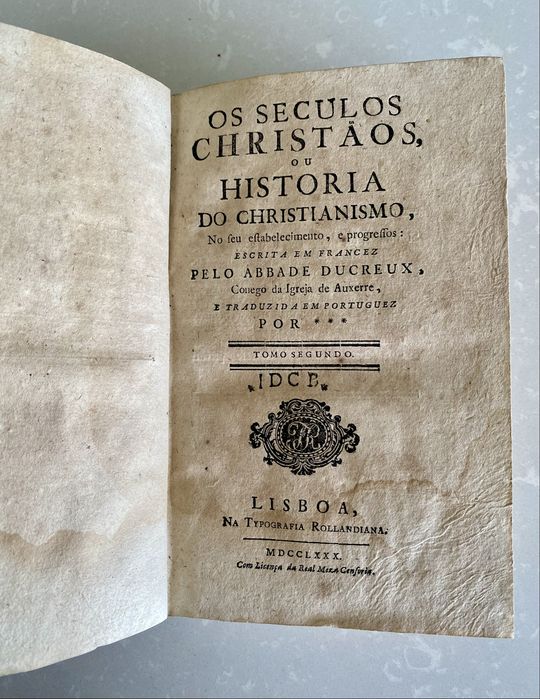 OS SECULOS
CHRISTÃOS,
OU
HISTORIA
DO CHRISTIANISMO,
No seu eſtabelecimento, e progreſſos:
ESCRITA EM FRANCEZ
PELO ABBADE DUCREUX,
Conego da Igreja de Auxerre,
E TRADUZIDA EM PORTUGUEZ
POR ***
TOMO SEGUNDO.
LISBOA,
NA TYPOGRAFIA ROLLANDIANA.
MDCCLXXX.
Com Licença da Real Meza Cenſoria.